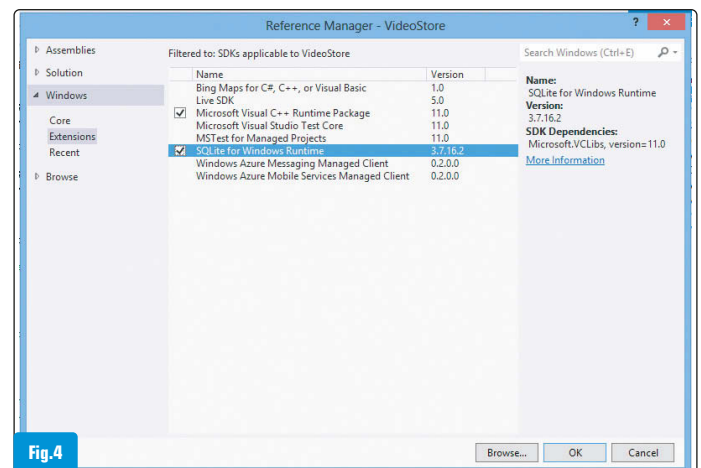 Reference Manager - VideoStore
?
Assemblies
Solution
Windows
Core
Extensions
Recent
Browse
Filtered to: SDKs applicable to VideoStore
Name Version
Bing Maps for C#, C++, or Visual Basic 1.0
Live SDK 5.0
Microsoft Visual C++ Runtime Package 11.0
Microsoft Visual Studio Test Core 11.0
MSTest for Managed Projects 11.0
SQLite for Windows Runtime 3.7.16.2
Windows Azure Messaging Managed Client 0.2.0.0
Windows Azure Mobile Services Managed Client 0.2.0.0
Search Windows (Ctrl+E)
Name:
SQLite for Windows Runtime
Version:
3.7.16.2
SDK Dependencies:
Microsoft.VCLibs, version=11.0
More Information
Browse... OK Cancel
Fig.4